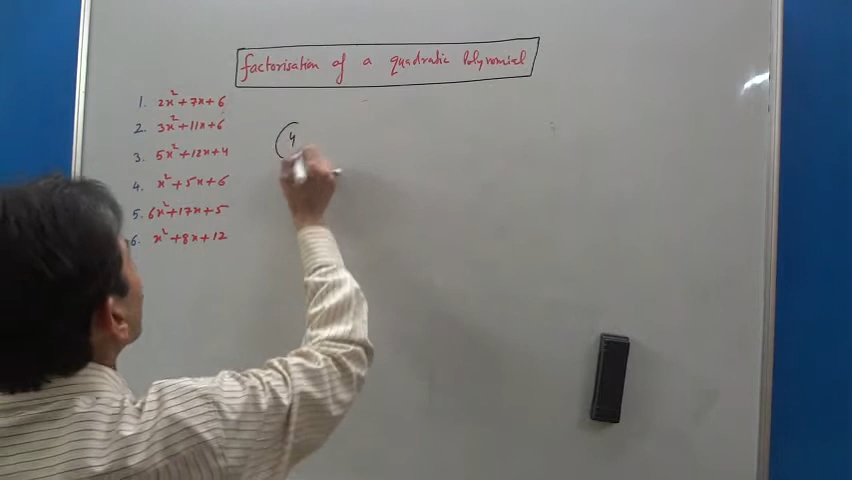 factorisation of a quadratic Polynomial
1. 2x²+7x+6
2. 3x²+11x+6
3. 5x²+12x+4
4. x²+5x+6
5. 6x²+17x+5
6. x²+8x+12
4